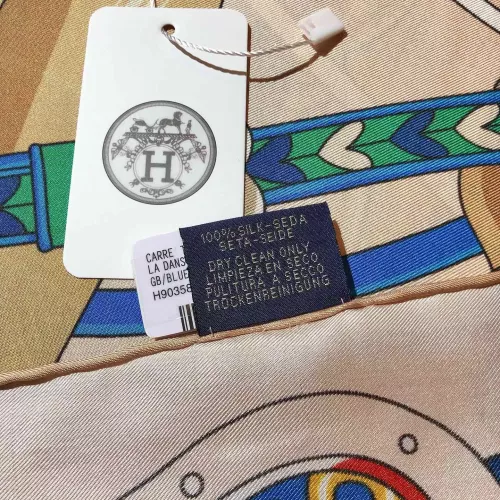 H
CARRE
LA DANS
GB/BLUE
H9035
100% SILK-SEDA
SETA-SEIDE
DRY CLEAN ONLY
LIMPIEZA EN SECO
PULITURA A SECCO
TROCKENREINIGUNG